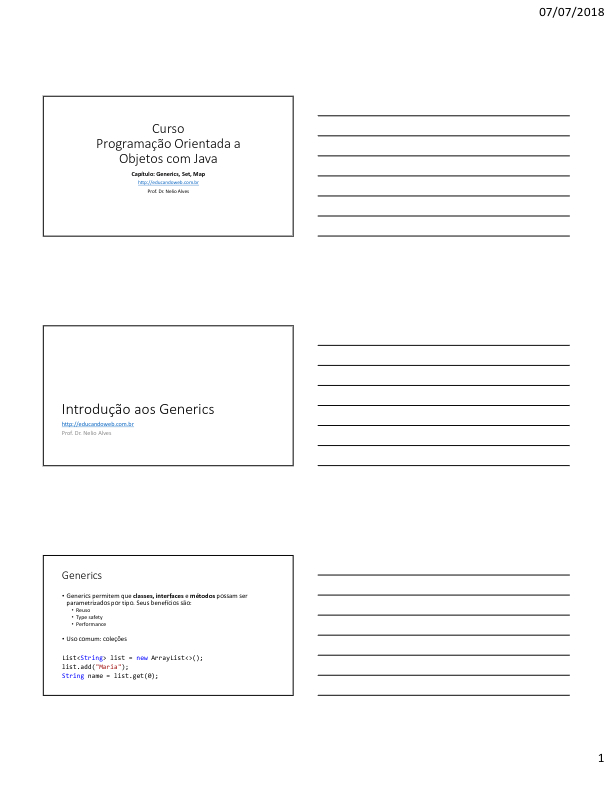 07/07/2018
Curso
Programação Orientada a
Objetos com Java
Capítulo: Generics, Set, Map
http://educandoweb.com.br
Prof. Dr. Nelio Alves
Introdução aos Generics
http://educandoweb.com.br
Prof. Dr. Nelio Alves
Generics
• Generics permitem que classes, interfaces e métodos possam ser
parametrizados por tipo. Seus benefícios são:
• Reuso
• Type safety
• Performance
• Uso comum: coleções
List<String> list = new ArrayList<>();
list.add("Maria");
String name = list.get(0);
1